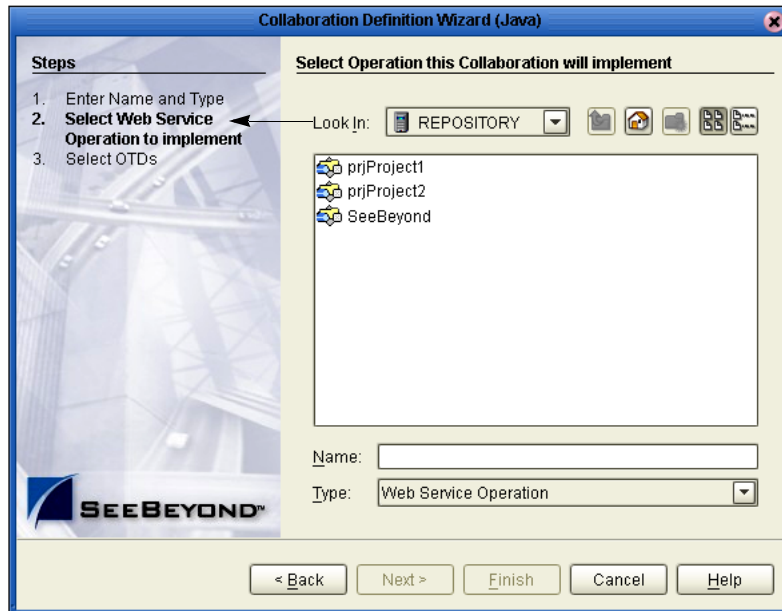 Collaboration Definition Wizard (Java)
Steps
1. Enter Name and Type
2. Select Web Service
Operation to implement
3. Select OTDs
Select Operation this Collaboration will implement
Look In: REPOSITORY
prjProject1
prjProject2
SeeBeyond
Name:
Type: Web Service Operation
SEEBEYOND™
< Back Next > Finish Cancel Help